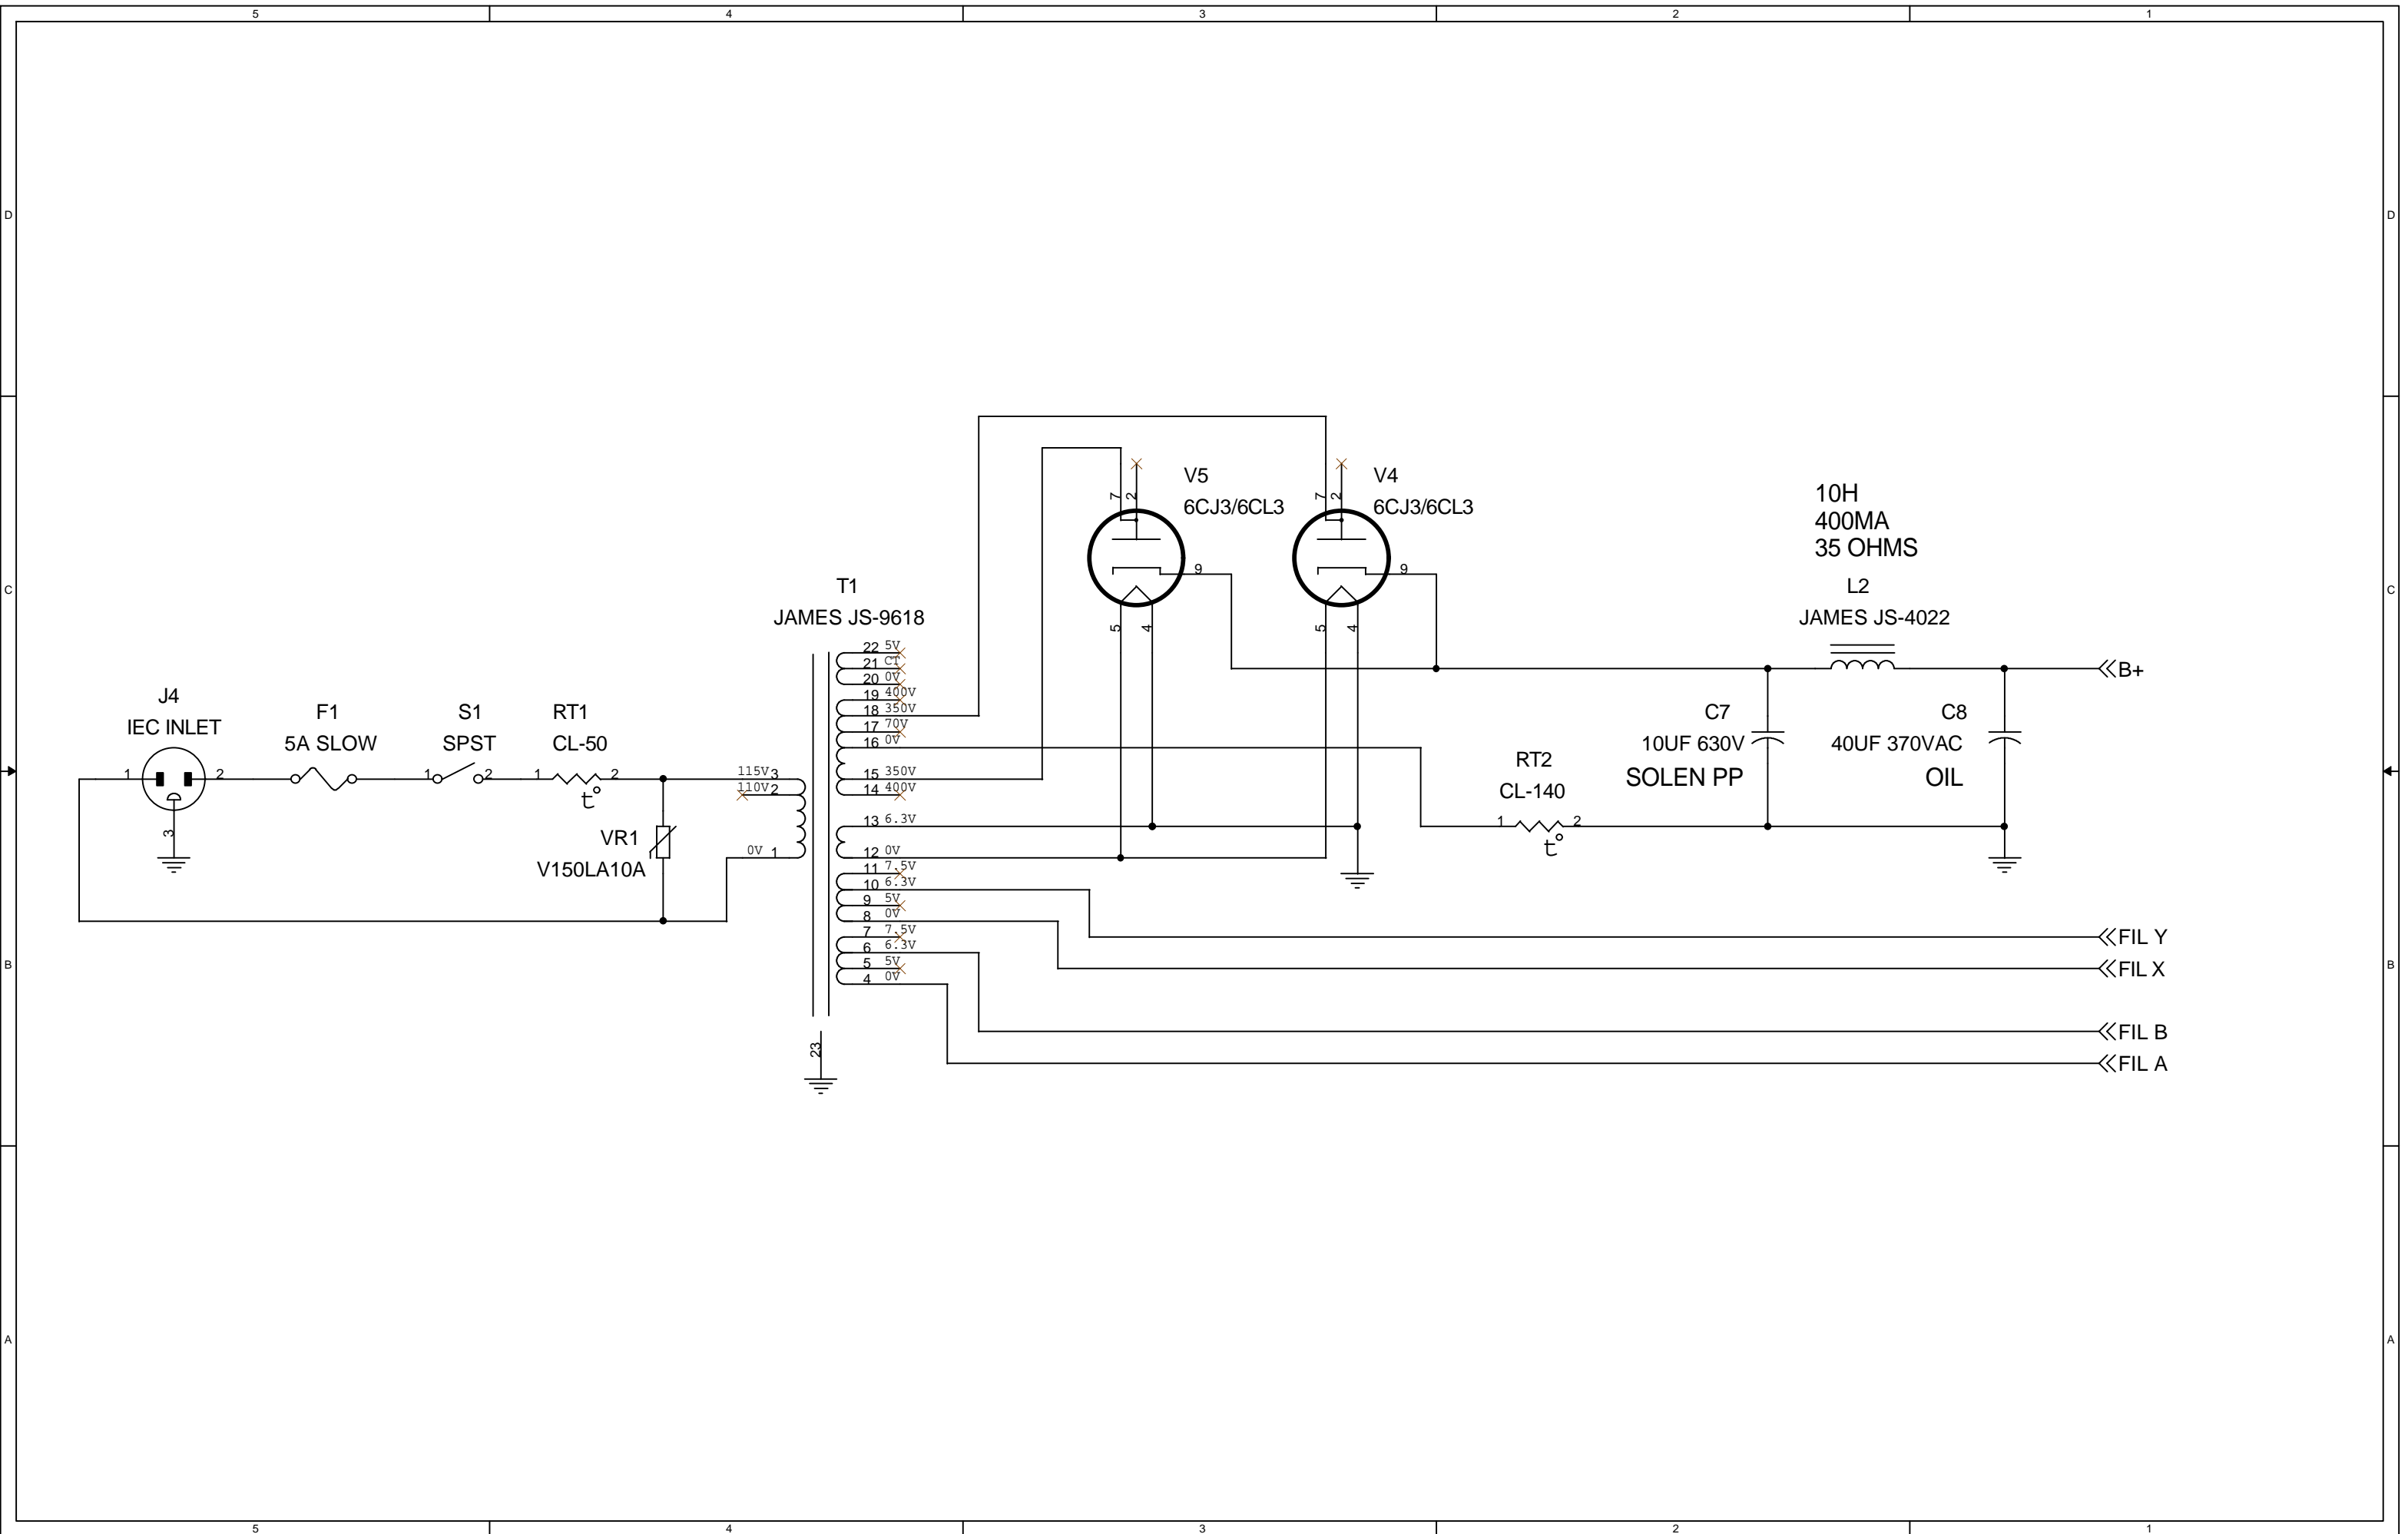 5 4 3 2 1
D D
V5
6CJ3/6CL3
V4
6CJ3/6CL3
7 2
7 2
9
9
5 4
5 4
10H
400MA
35 OHMS
L2
JAMES JS-4022
C C
T1
JAMES JS-9618
J4
IEC INLET
1 2
3
F1
5A SLOW
S1
SPST
1 2
RT1
CL-50
1 2
t°
VR1
V150LA10A
115V 3
110V 2
0V 1
22 5V
21 CT
20 0V
19 400V
18 350V
17 70V
16 0V
15 350V
14 400V
13 6.3V
12 0V
11 7.5V
10 6.3V
9 5V
8 0V
7 7.5V
6 6.3V
5 5V
4 0V
23
RT2
CL-140
1 2
t°
C7
10UF 630V
SOLEN PP
C8
40UF 370VAC
OIL
B+
FIL Y
FIL X
FIL B
FIL A
B B
A A
5 4 3 2 1